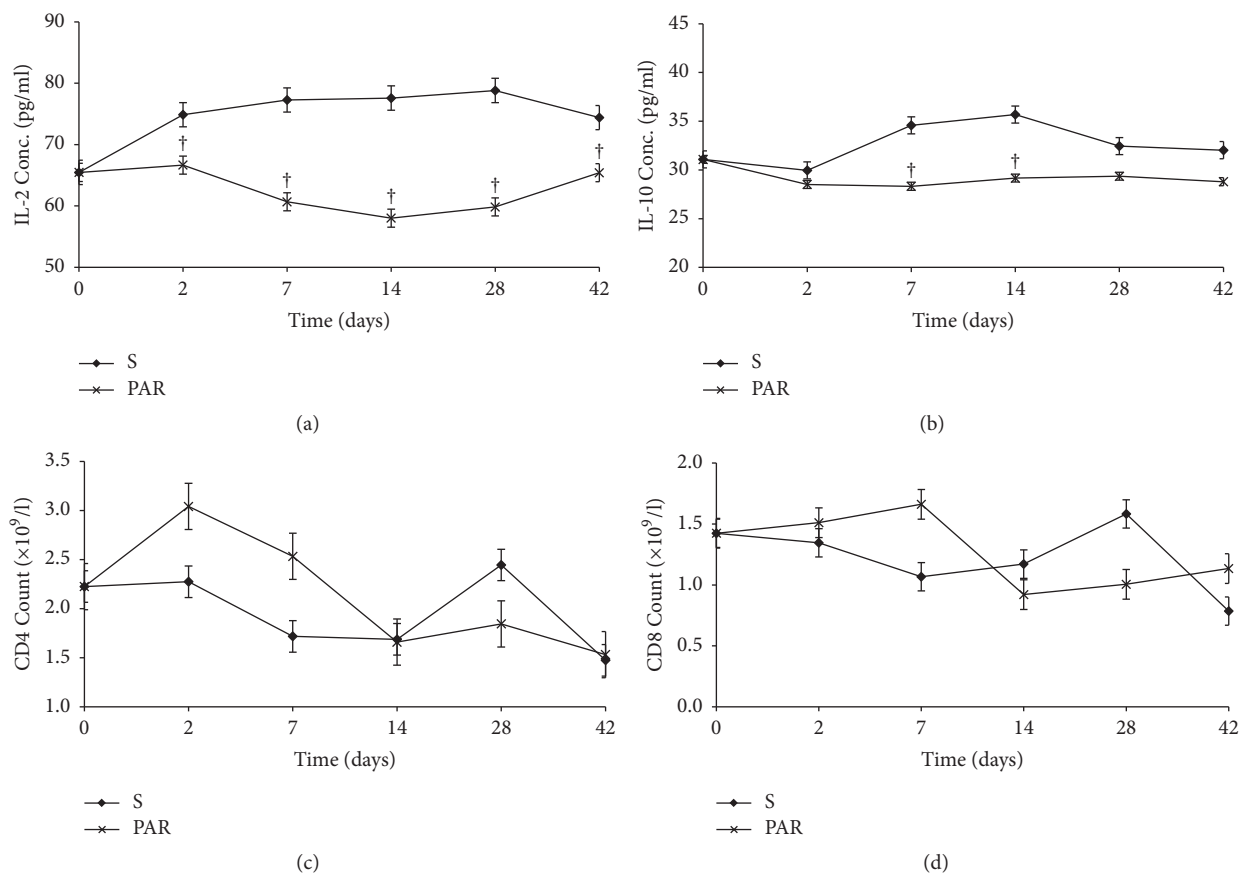 90
80
70
60
50
IL-2 Conc. (pg/ml)
†
†
†
†
†
0 2 7 14 28 42
Time (days)
S
PAR
(a)
45
40
35
30
25
20
IL-10 Conc. (pg/ml)
†
†
0 2 7 14 28 42
Time (days)
S
PAR
(b)
3.5
3.0
2.5
2.0
1.5
1.0
CD4 Count (×10⁹/l)
0 2 7 14 28 42
Time (days)
S
PAR
(c)
2.0
1.5
1.0
0.5
0.0
CD8 Count (×10⁹/l)
0 2 7 14 28 42
Time (days)
S
PAR
(d)